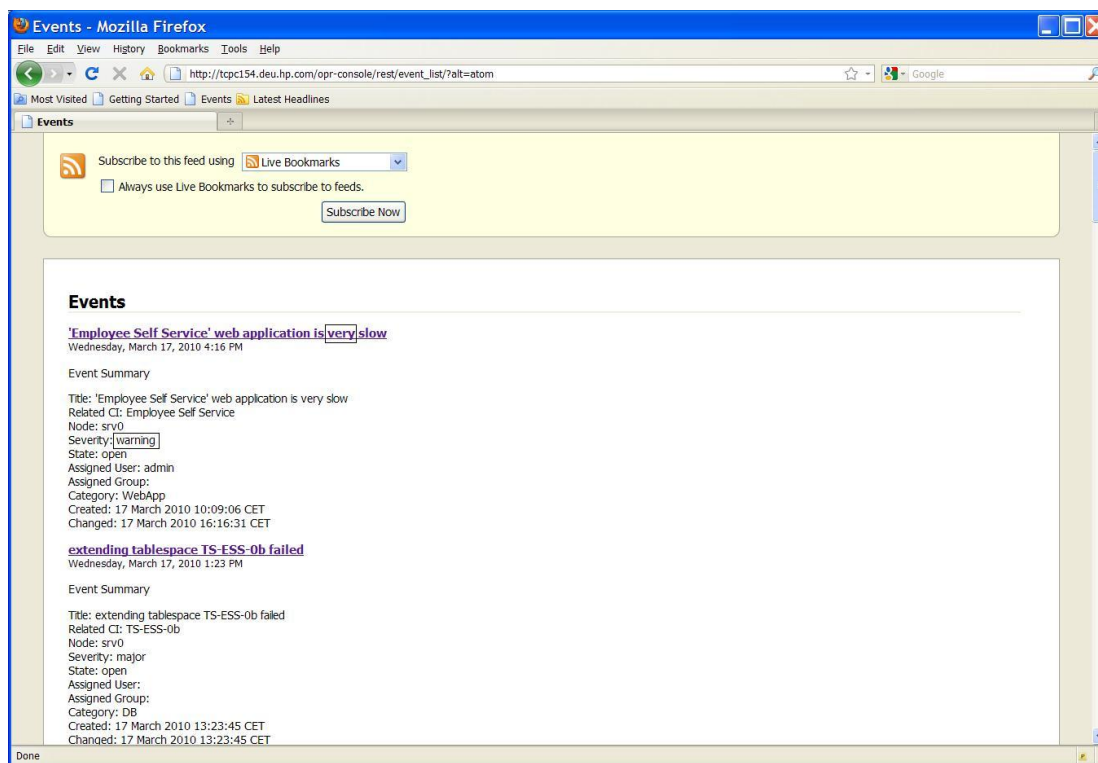 Events - Mozilla Firefox
File Edit View History Bookmarks Tools Help
http://tcpc154.deu.hp.com/opr-console/rest/event_list/?alt=atom Google
Most Visited Getting Started Events Latest Headlines
Events
Subscribe to this feed using Live Bookmarks
Always use Live Bookmarks to subscribe to feeds.
Subscribe Now
Events
'Employee Self Service' web application is very slow
Wednesday, March 17, 2010 4:16 PM
Event Summary
Title: 'Employee Self Service' web application is very slow
Related CI: Employee Self Service
Node: srv0
Severity: warning
State: open
Assigned User: admin
Assigned Group:
Category: WebApp
Created: 17 March 2010 10:09:06 CET
Changed: 17 March 2010 16:16:31 CET
extending tablespace TS-ESS-0b failed
Wednesday, March 17, 2010 1:23 PM
Event Summary
Title: extending tablespace TS-ESS-0b failed
Related CI: TS-ESS-0b
Node: srv0
Severity: major
State: open
Assigned User:
Assigned Group:
Category: DB
Created: 17 March 2010 13:23:45 CET
Changed: 17 March 2010 13:23:45 CET
Done